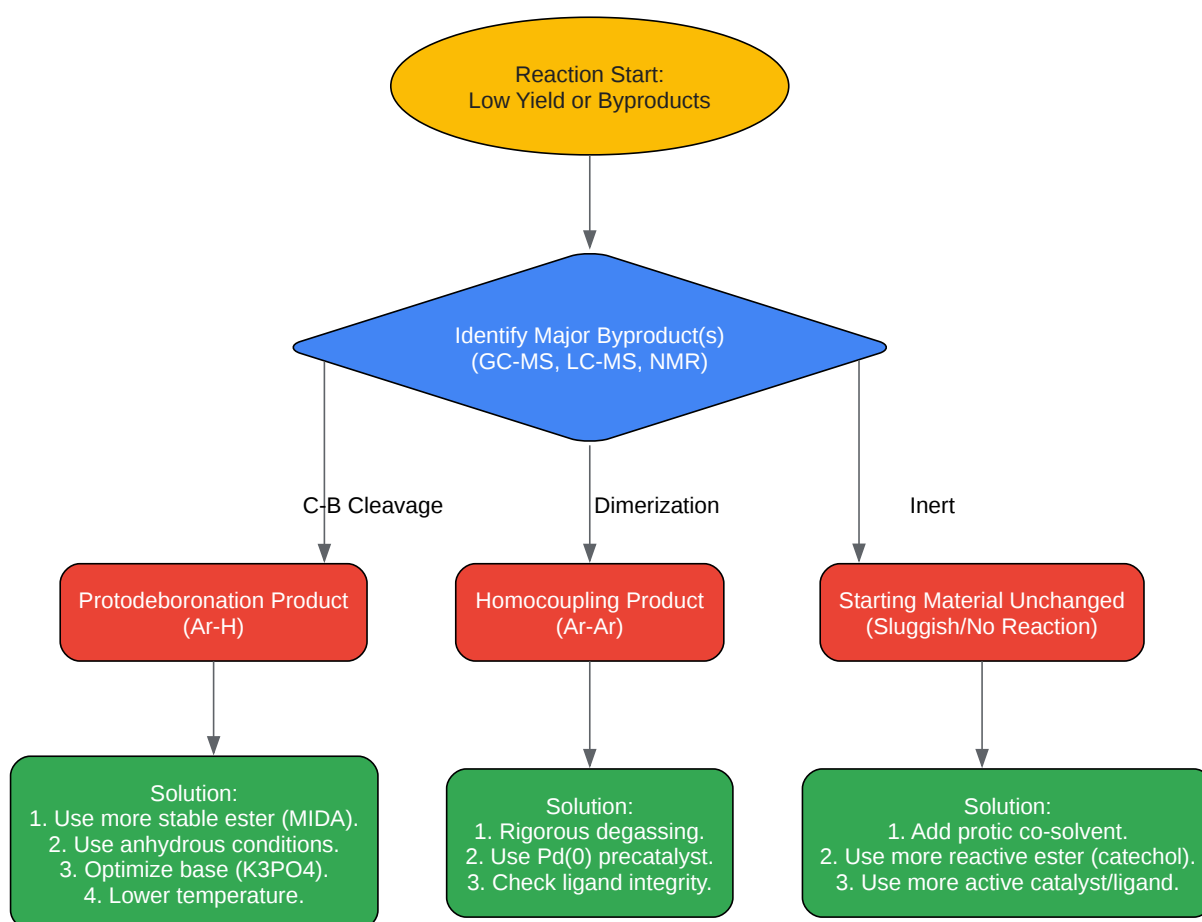 Reaction Start:
Low Yield or Byproducts
Identify Major Byproduct(s)
(GC-MS, LC-MS, NMR)
C-B Cleavage
Dimerization
Inert
Protodeboronation Product
(Ar-H)
Homocoupling Product
(Ar-Ar)
Starting Material Unchanged
(Sluggish/No Reaction)
Solution:
1. Use more stable ester (MIDA).
2. Use anhydrous conditions.
3. Optimize base (K3PO4).
4. Lower temperature.
Solution:
1. Rigorous degassing.
2. Use Pd(0) precatalyst.
3. Check ligand integrity.
Solution:
1. Add protic co-solvent.
2. Use more reactive ester (catechol).
3. Use more active catalyst/ligand.